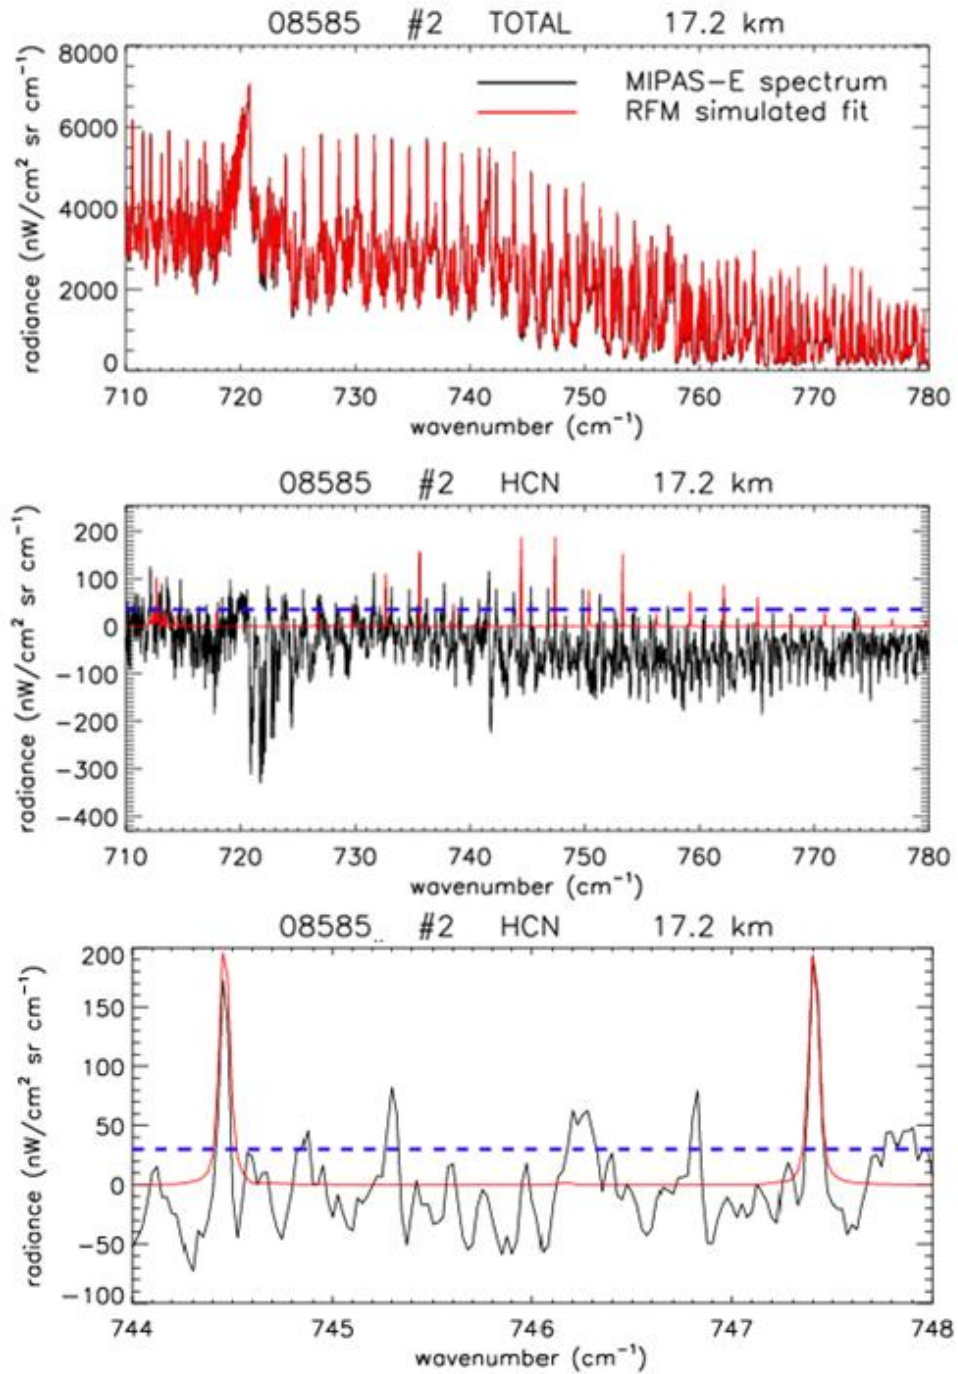 08585 #2 TOTAL 17.2 km
8000
MIPAS-E spectrum
RFM simulated fit
6000
4000
2000
0
radiance (nW/cm² sr cm⁻¹)
710 720 730 740 750 760 770 780
wavenumber (cm⁻¹)
08585 #2 HCN 17.2 km
200
100
0
-100
-200
-300
-400
radiance (nW/cm² sr cm⁻¹)
710 720 730 740 750 760 770 780
wavenumber (cm⁻¹)
08585 #2 HCN 17.2 km
200
150
100
50
0
-50
-100
radiance (nW/cm² sr cm⁻¹)
744 745 746 747 748
wavenumber (cm⁻¹)